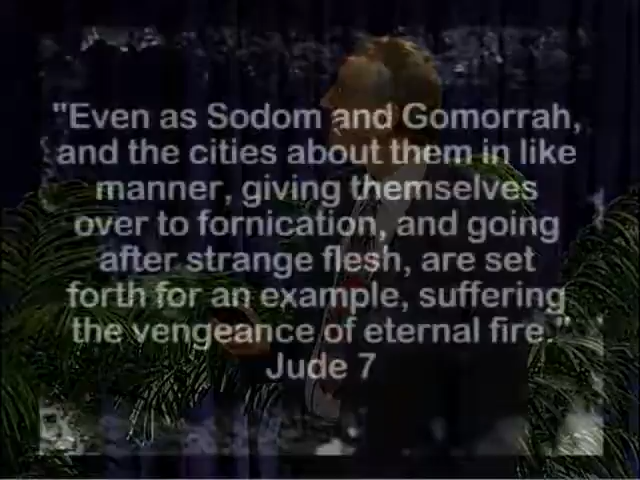 "Even as Sodom and Gomorrah,
and the cities about them in like
manner, giving themselves
over to fornication, and going
after strange flesh, are set
forth for an example, suffering
the vengeance of eternal fire."
Jude 7